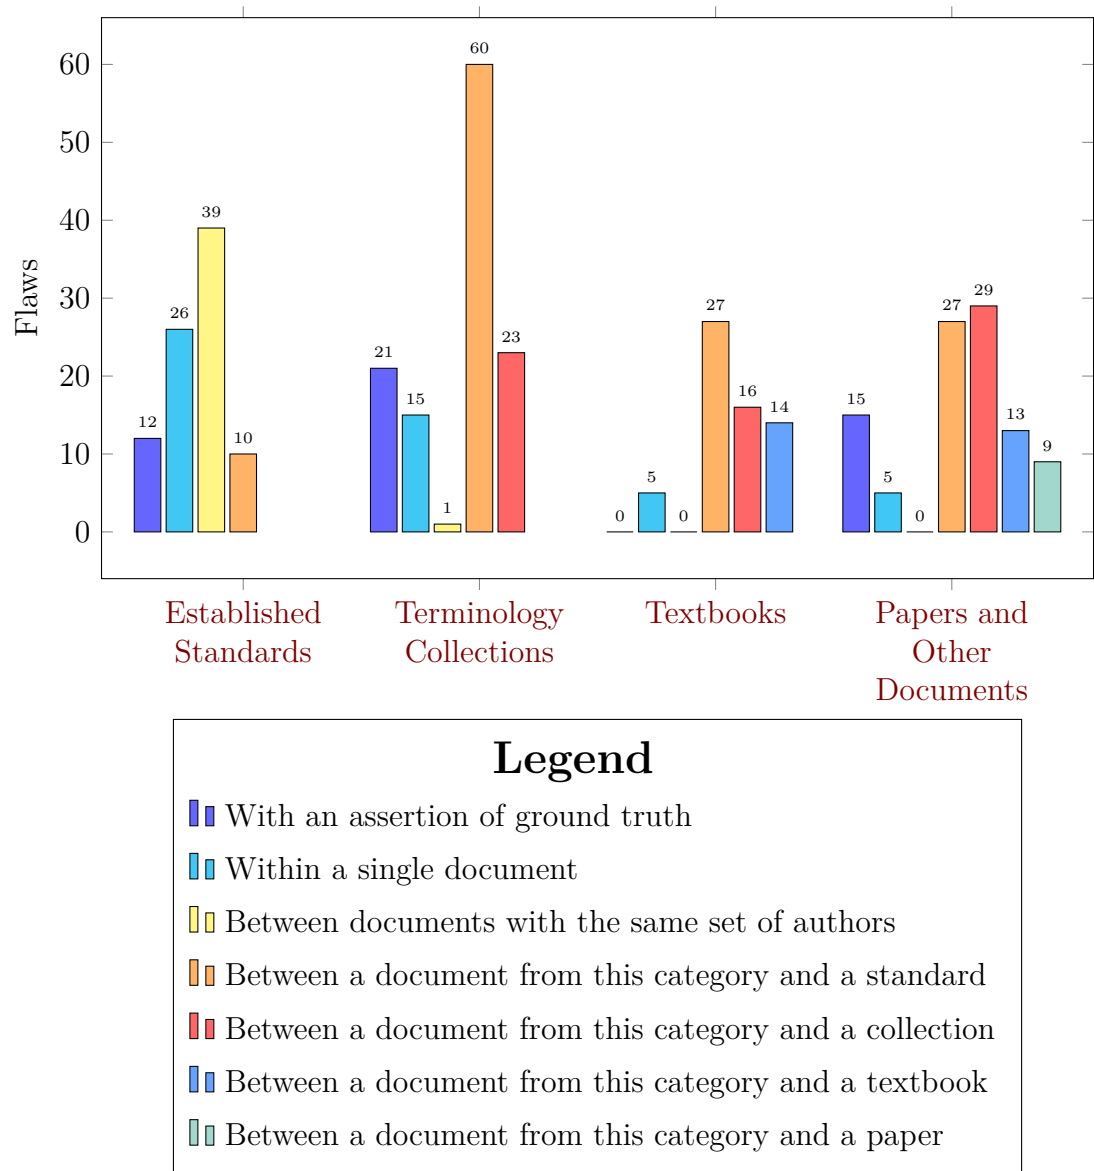 60
60
50
40
39
Flaws
30
26
27
27
29
20
21
23
12
15
16
14
15
13
10
10
9
1
5
5
0
0
0
0
Established
Standards
Terminology
Collections
Textbooks
Papers and
Other
Documents
Legend
With an assertion of ground truth
Within a single document
Between documents with the same set of authors
Between a document from this category and a standard
Between a document from this category and a collection
Between a document from this category and a textbook
Between a document from this category and a paper